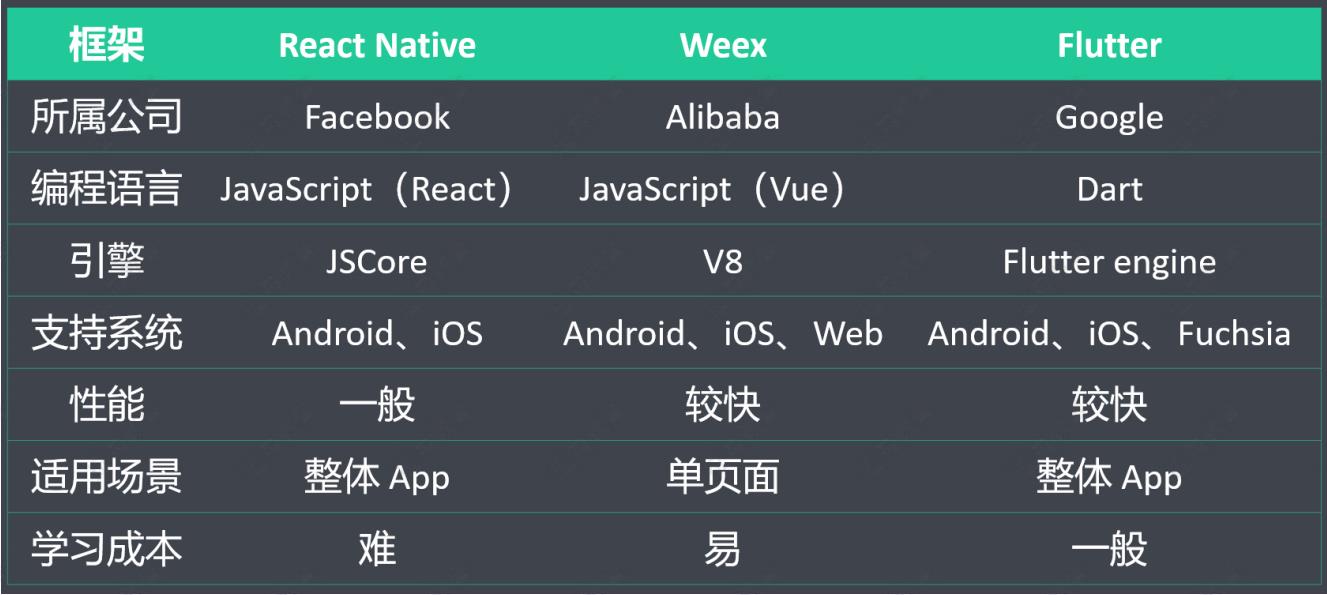 框架 React Native Weex Flutter
所属公司 Facebook Alibaba Google
编程语言 JavaScript（React） JavaScript（Vue） Dart
引擎 JSCore V8 Flutter engine
支持系统 Android、iOS Android、iOS、Web Android、iOS、Fuchsia
性能 一般 较快 较快
适用场景 整体 App 单页面 整体 App
学习成本 难 易 一般